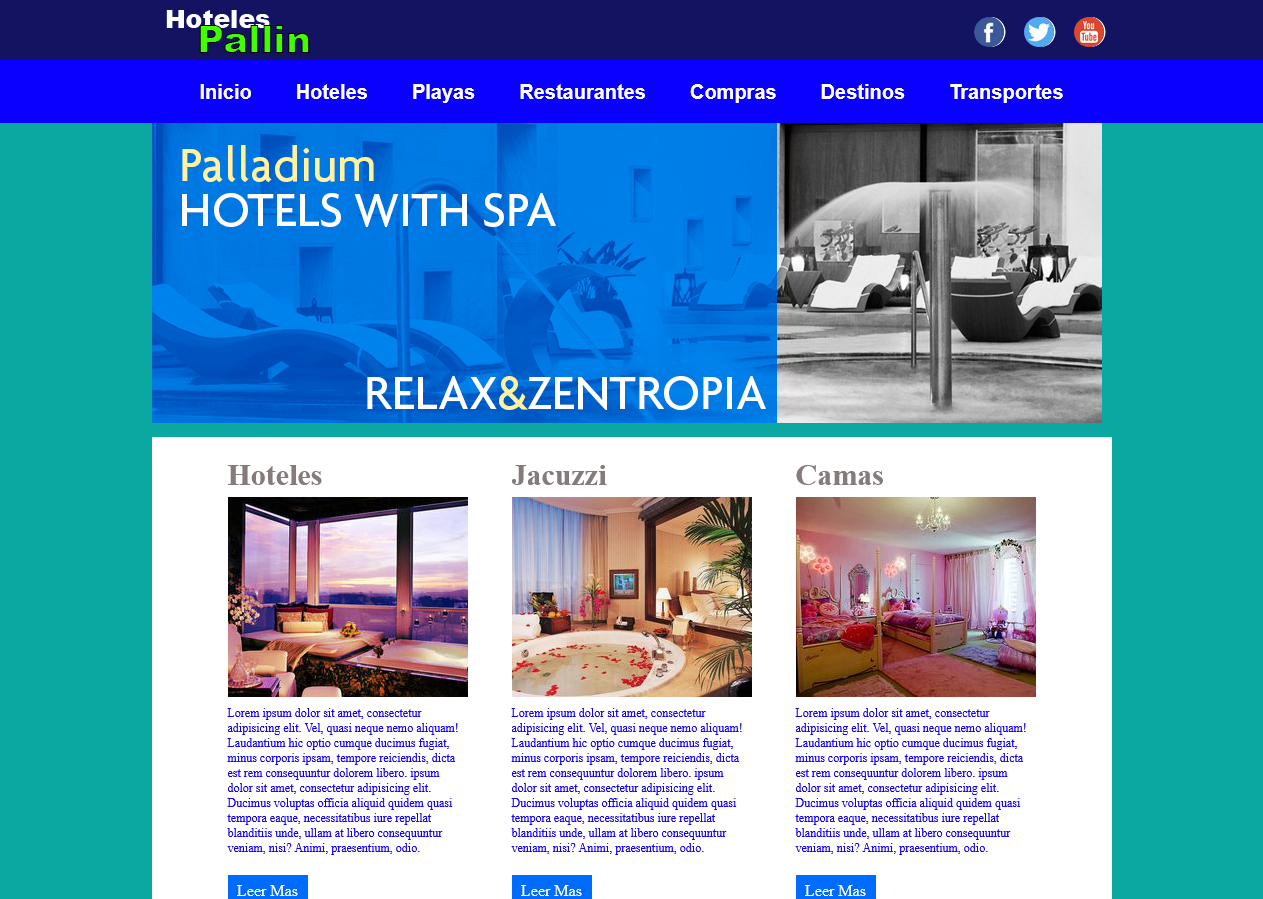 Hoteles
Pallin
f
You
Tube
Inicio Hoteles Playas Restaurantes Compras Destinos Transportes
Palladium
HOTELS WITH SPA
RELAX&ZENTROPIA
Hoteles
Lorem ipsum dolor sit amet, consectetur
adipisicing elit. Vel, quasi neque nemo aliquam!
Laudantium hic optio cumque ducimus fugiat,
minus corporis ipsam, tempore reiciendis, dicta
est rem consequuntur dolorem libero. ipsum
dolor sit amet, consectetur adipisicing elit.
Ducimus voluptas officia aliquid quidem quasi
tempora eaque, necessitatibus iure repellat
blanditiis unde, ullam at libero consequuntur
veniam, nisi? Animi, praesentium, odio.
Leer Mas
Jacuzzi
Lorem ipsum dolor sit amet, consectetur
adipisicing elit. Vel, quasi neque nemo aliquam!
Laudantium hic optio cumque ducimus fugiat,
minus corporis ipsam, tempore reiciendis, dicta
est rem consequuntur dolorem libero. ipsum
dolor sit amet, consectetur adipisicing elit.
Ducimus voluptas officia aliquid quidem quasi
tempora eaque, necessitatibus iure repellat
blanditiis unde, ullam at libero consequuntur
veniam, nisi? Animi, praesentium, odio.
Leer Mas
Camas
Lorem ipsum dolor sit amet, consectetur
adipisicing elit. Vel, quasi neque nemo aliquam!
Laudantium hic optio cumque ducimus fugiat,
minus corporis ipsam, tempore reiciendis, dicta
est rem consequuntur dolorem libero. ipsum
dolor sit amet, consectetur adipisicing elit.
Ducimus voluptas officia aliquid quidem quasi
tempora eaque, necessitatibus iure repellat
blanditiis unde, ullam at libero consequuntur
veniam, nisi? Animi, praesentium, odio.
Leer Mas